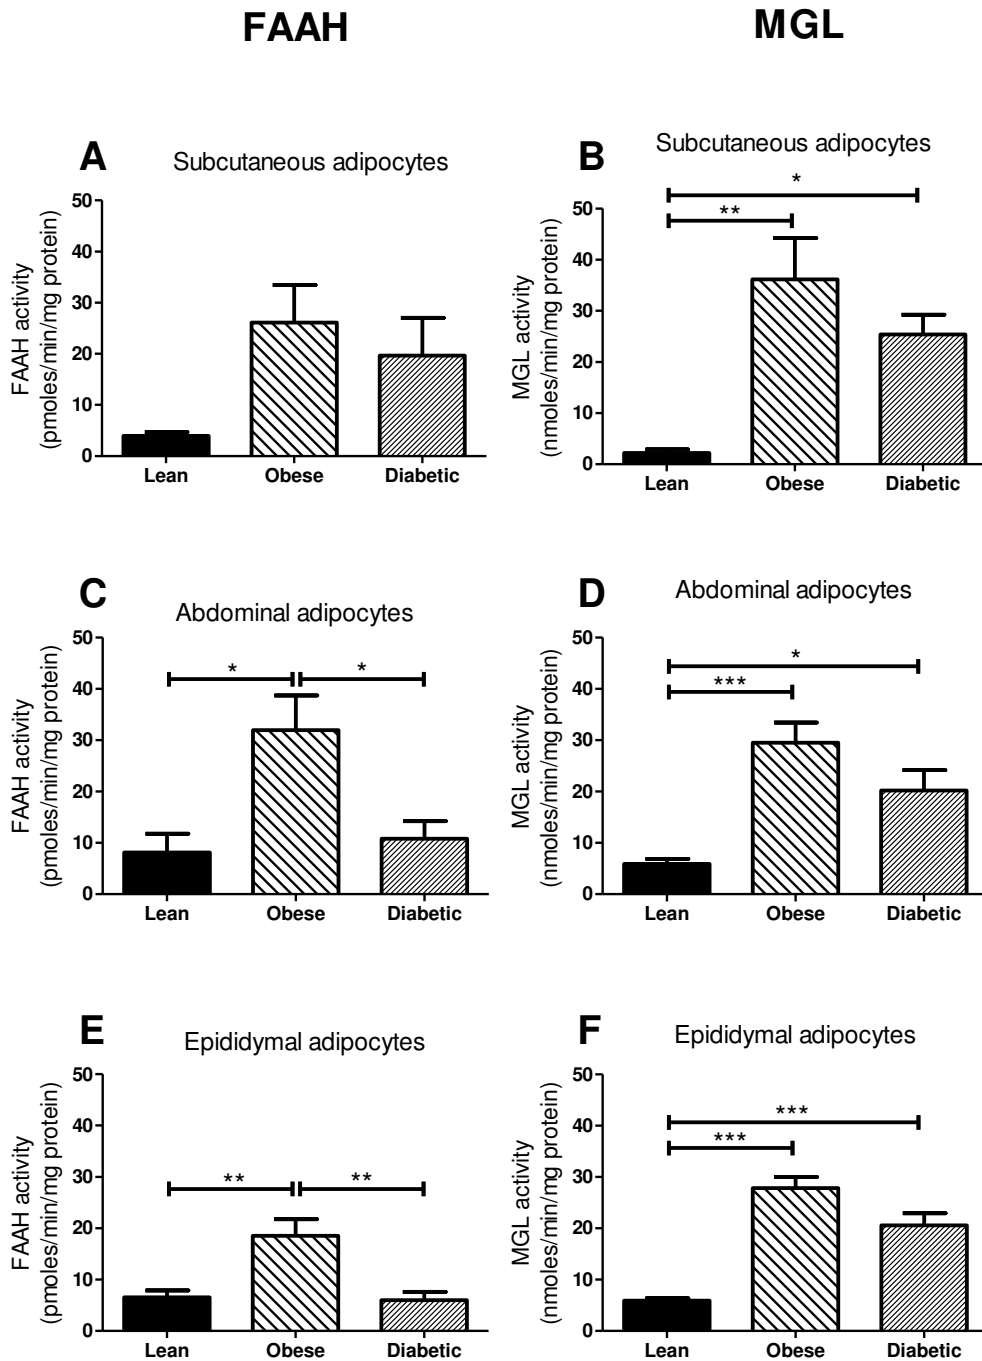 FAAH
MGL
A
Subcutaneous adipocytes
FAAH activity
(pmoles/min/mg protein)
50
40
30
20
10
0
Lean Obese Diabetic
B
Subcutaneous adipocytes
MGL activity
(nmoles/min/mg protein)
*
**
50
40
30
20
10
0
Lean Obese Diabetic
C
Abdominal adipocytes
FAAH activity
(pmoles/min/mg protein)
50
* *
40
30
20
10
0
Lean Obese Diabetic
D
Abdominal adipocytes
MGL activity
(nmoles/min/mg protein)
50
*
***
40
30
20
10
0
Lean Obese Diabetic
E
Epididymal adipocytes
FAAH activity
(pmoles/min/mg protein)
50
40
30
** **
20
10
0
Lean Obese Diabetic
F
Epididymal adipocytes
MGL activity
(nmoles/min/mg protein)
50
***
40
***
30
20
10
0
Lean Obese Diabetic